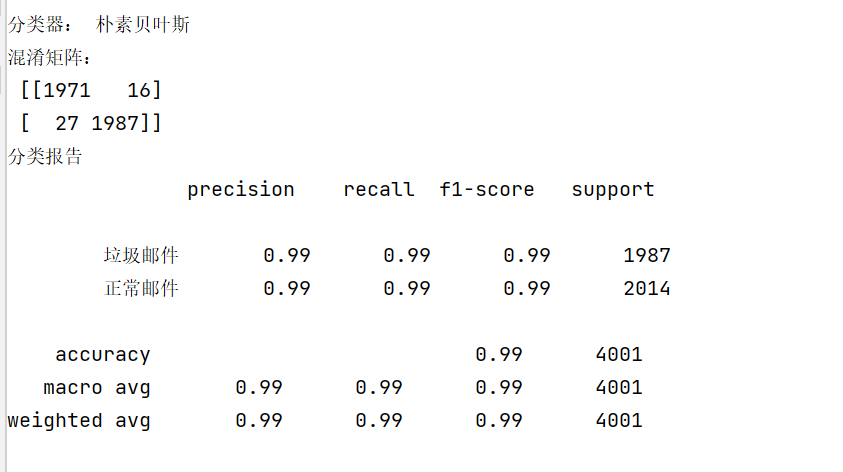 分类器： 朴素贝叶斯
混淆矩阵：
[[1971   16]
[  27 1987]]
分类报告
precision    recall  f1-score   support
垃圾邮件       0.99      0.99      0.99      1987
正常邮件       0.99      0.99      0.99      2014
accuracy                           0.99      4001
macro avg       0.99      0.99      0.99      4001
weighted avg       0.99      0.99      0.99      4001